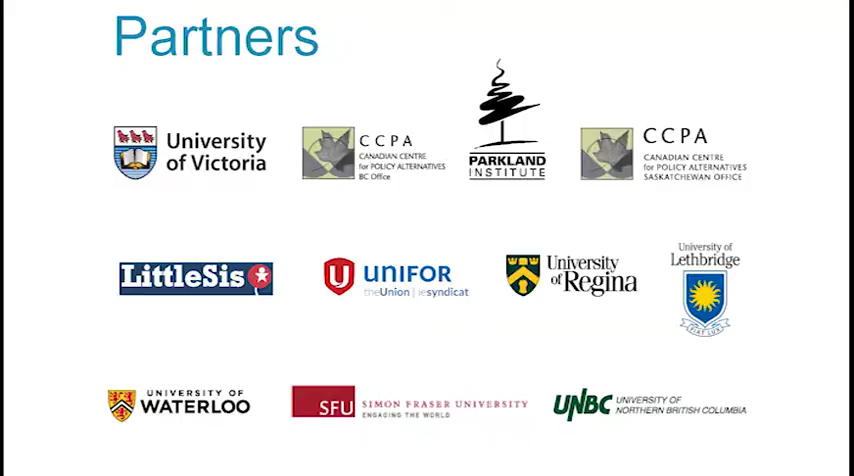 Partners
University
of Victoria
CCPA
CANADIAN CENTRE
for POLICY ALTERNATIVES
BC Office
PARKLAND
INSTITUTE
CCPA
CANADIAN CENTRE
for POLICY ALTERNATIVES
SASKATCHEWAN OFFICE
LittleSis
U UNIFOR
theUnion | lesyndicat
University
of Regina
University of
Lethbridge
FIAT LUX
UNIVERSITY OF
WATERLOO
SFU SIMON FRASER UNIVERSITY
ENGAGING THE WORLD
UNBC UNIVERSITY OF
NORTHERN BRITISH COLUMBIA